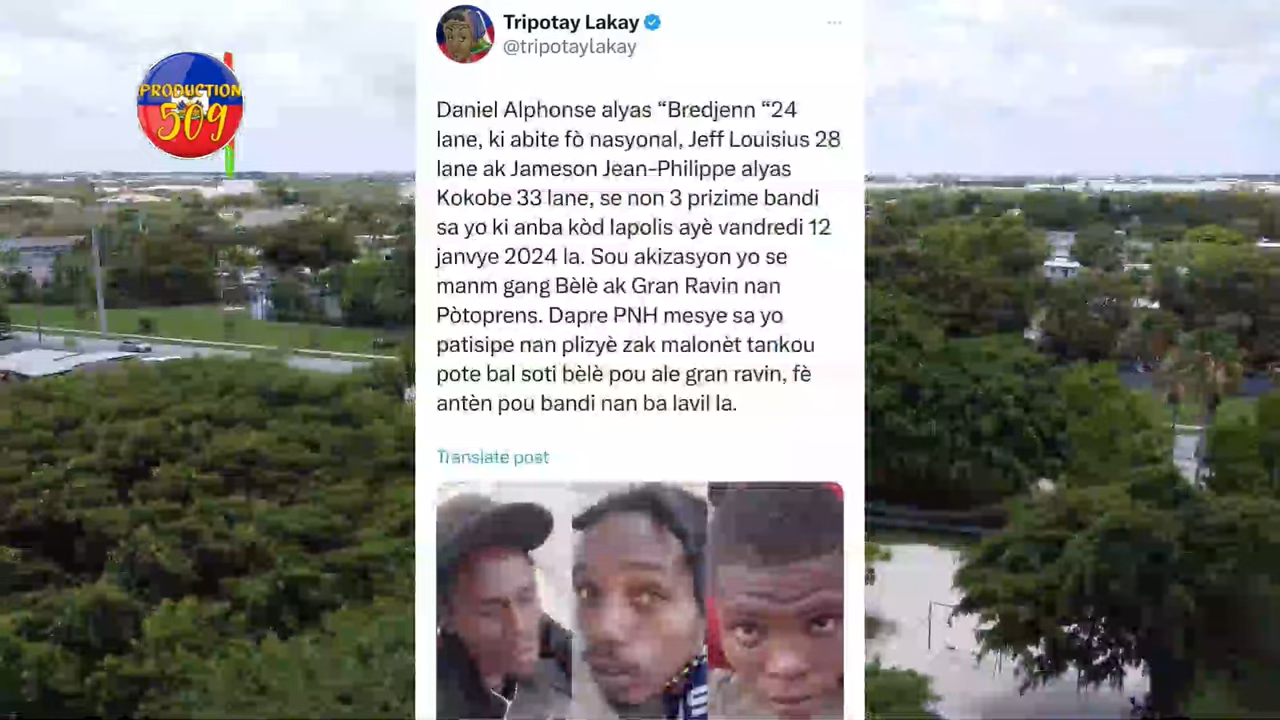 PRODUCTION
509
Tripotay Lakay
@tripotaylakay
Daniel Alphonse alyas “Bredjenn “24
lane, ki abite fò nasyonal, Jeff Louisius 28
lane ak Jameson Jean-Philippe alyas
Kokobe 33 lane, se non 3 prizime bandi
sa yo ki anba kòd lapolis ayè vandredi 12
janvye 2024 la. Sou akizasyon yo se
manm gang Bèlè ak Gran Ravin nan
Pòtoprens. Dapre PNH mesye sa yo
patisipe nan plizyè zak malonèt tankou
pote bal soti bèlè pou ale gran ravin, fè
antèn pou bandi nan ba lavil la.
Translate post